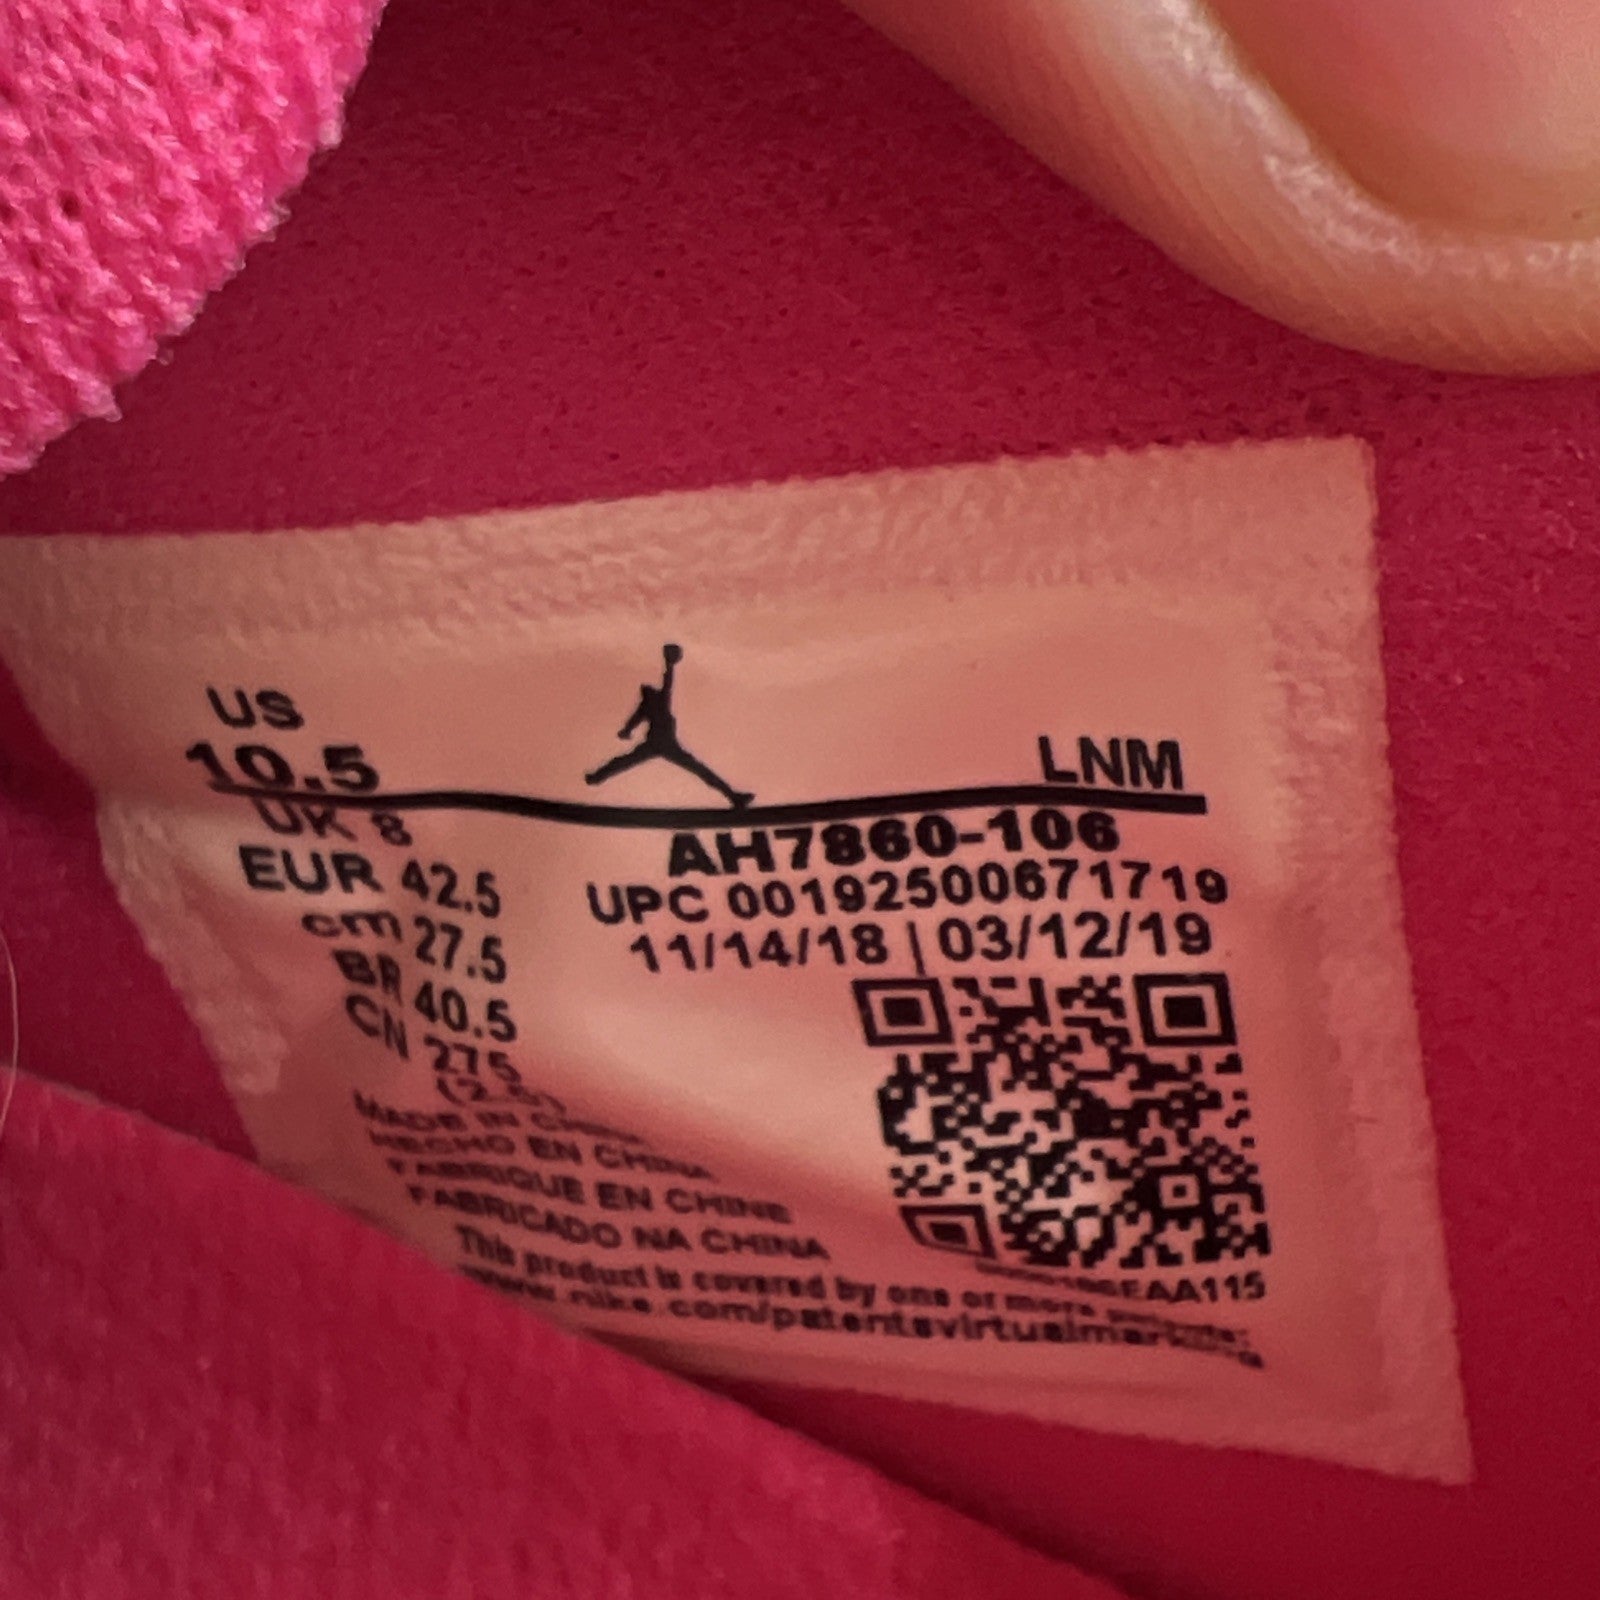 US
10.5
LNM
UK 8
AH7860-106
EUR 42.5
UPC 00192500671719
cm 27.5
11/14/18 | 03/12/19
BR 40.5
CN 275
MADE IN CHINA
HECHO EN CHINA
FABRIQUE EN CHINE
FABRICADO NA CHINA
This product is covered by one or more patents:
www.nike.com/patentsvirtualmarking